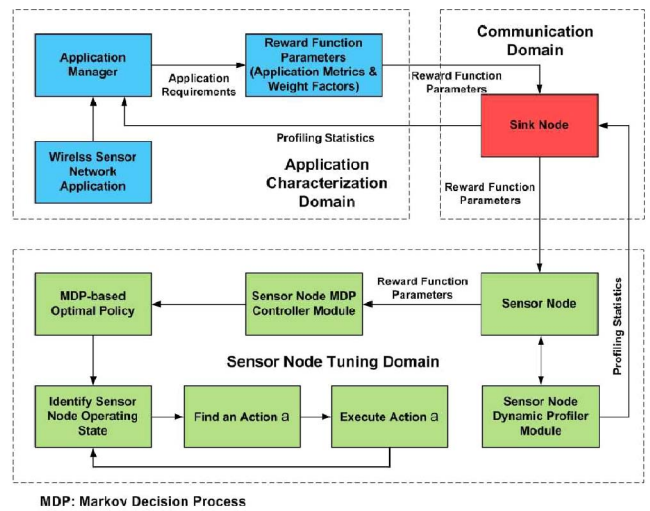 Application
Manager
Application
Requirements
Reward Function
Parameters
(Application Metrics &
Weight Factors)
Communication
Domain
Reward Function
Parameters
Sink Node
Profiling Statistics
Wirelss Sensor
Network
Application
Application
Characterization
Domain
Reward Function
Parameters
MDP-based
Optimal Policy
Sensor Node MDP
Controller Module
Reward Function
Parameters
Sensor Node
Profiling Statistics
Sensor Node Tuning Domain
Identify Sensor
Node Operating
State
Find an Action a
Execute Action a
Sensor Node
Dynamic Profiler
Module
MDP: Markov Decision Process